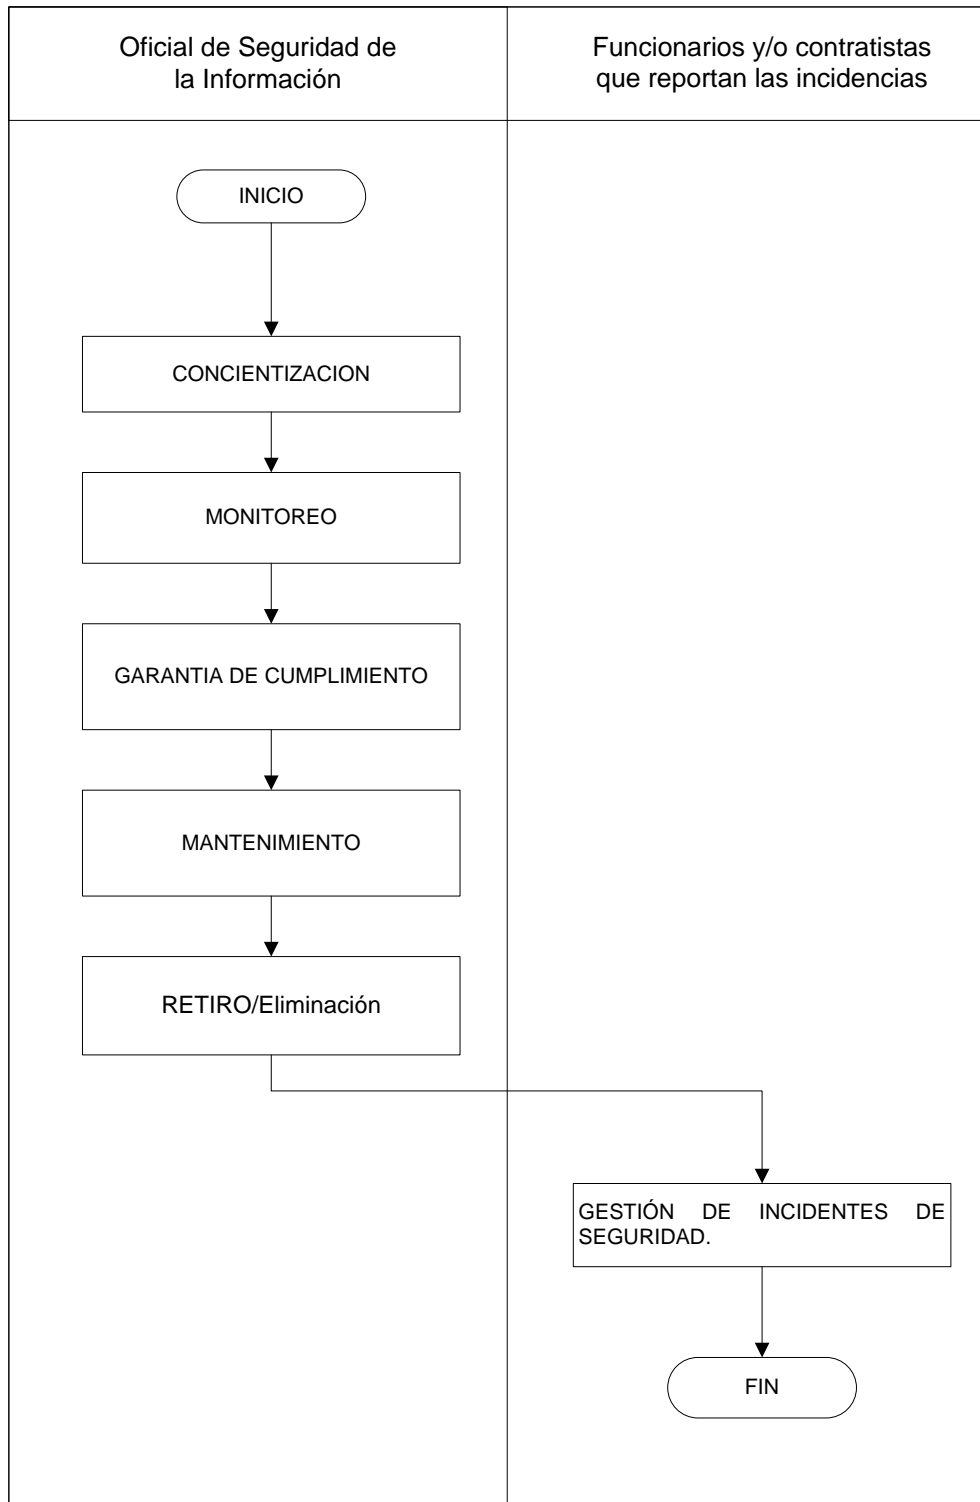 Oficial de Seguridad de
la Información
Funcionarios y/o contratistas
que reportan las incidencias
INICIO
CONCIENTIZACION
MONITOREO
GARANTIA DE CUMPLIMIENTO
MANTENIMIENTO
RETIRO/Eliminación
GESTIÓN DE INCIDENTES DE
SEGURIDAD.
FIN